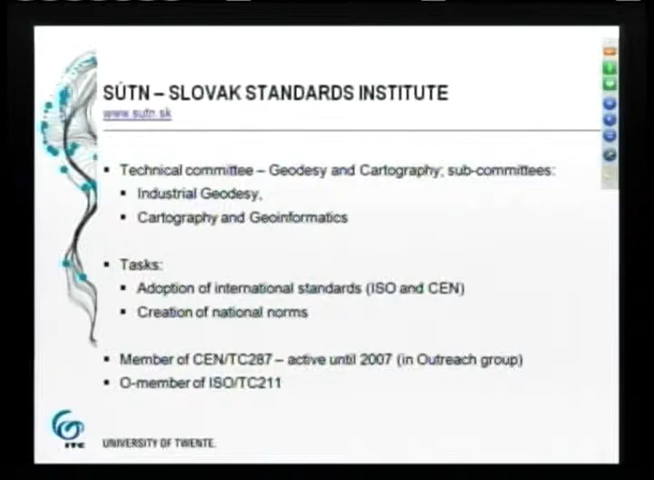 SÚTN – SLOVAK STANDARDS INSTITUTE
www.sutn.sk
▪ Technical committee – Geodesy and Cartography; sub-committees:
▪ Industrial Geodesy,
▪ Cartography and Geoinformatics
▪ Tasks:
▪ Adoption of international standards (ISO and CEN)
▪ Creation of national norms
▪ Member of CEN/TC287 – active until 2007 (in Outreach group)
▪ O-member of ISO/TC211
ITC UNIVERSITY OF TWENTE.